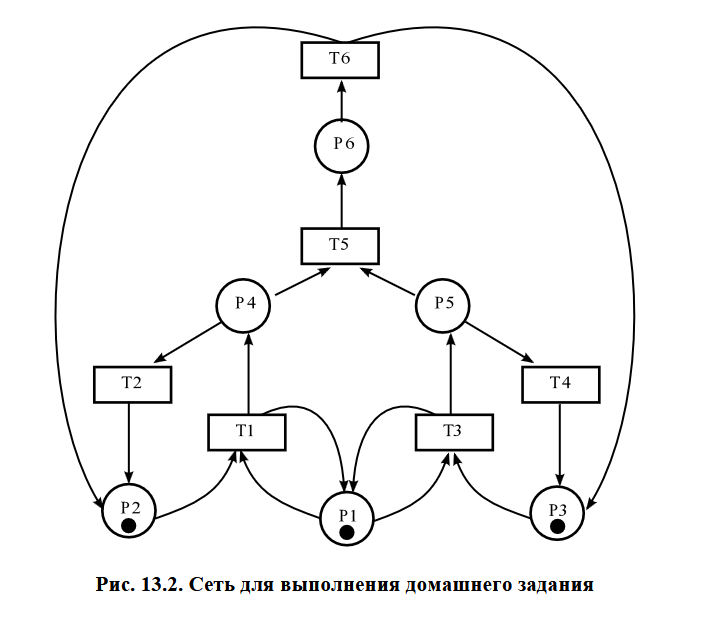 T6
P6
T5
P4
P5
T2
T4
T1
T3
P2
P1
P3
Рис. 13.2. Сеть для выполнения домашнего задания